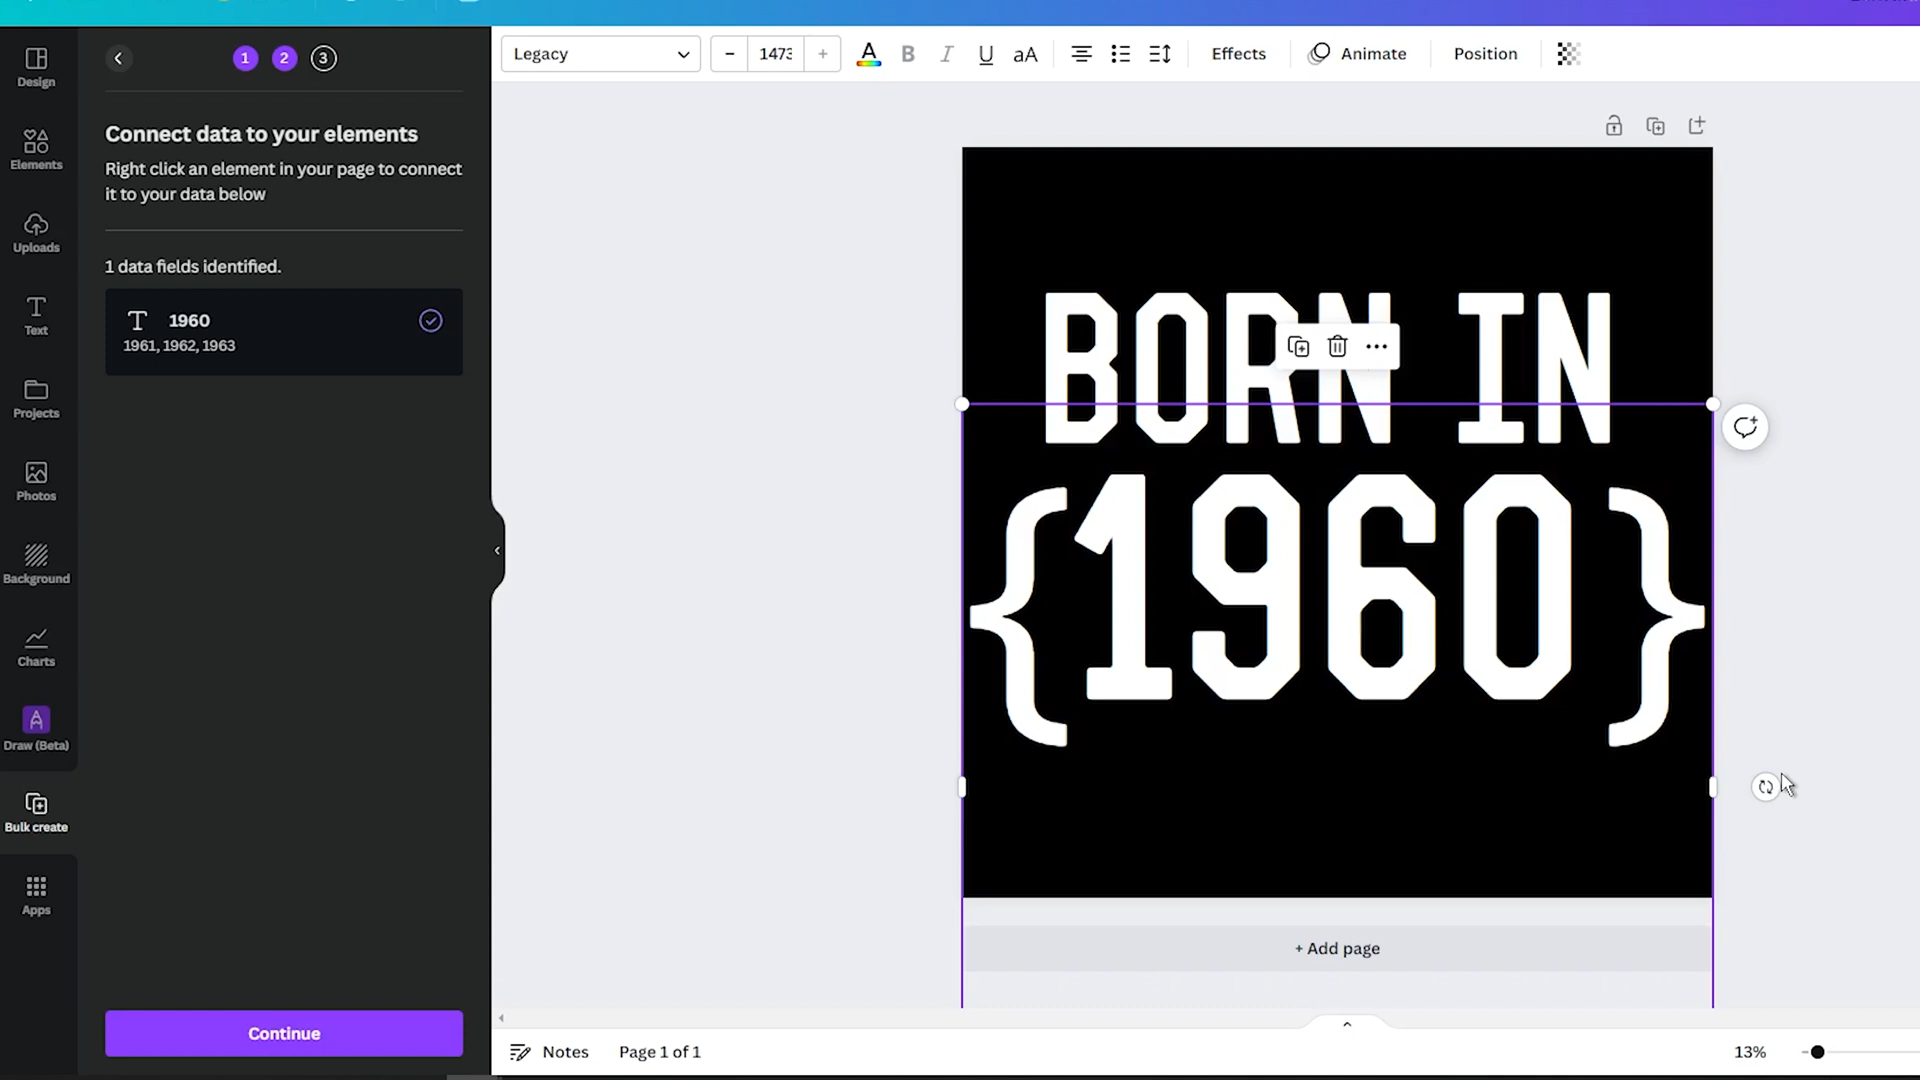 Design
Elements
Uploads
Text
Projects
Photos
Background
Charts
Draw (Beta)
Bulk create
Apps
1 2 3
Connect data to your elements
Right click an element in your page to connect
it to your data below
1 data fields identified.
1960
1961, 1962, 1963
Continue
Legacy
- 1473 +
A B I U aA
Effects
Animate
Position
BORN IN
{1960}
+ Add page
Notes
Page 1 of 1
13%